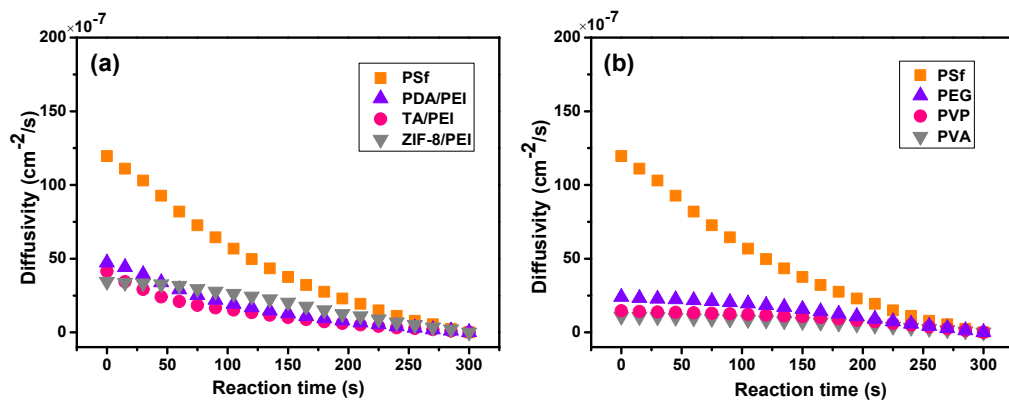 ×10⁻⁷
200
150
100
50
0
Diffusivity (cm⁻²/s)
(a)
PSf
PDA/PEI
TA/PEI
ZIF-8/PEI
0 50 100 150 200 250 300
Reaction time (s)
×10⁻⁷
200
150
100
50
0
Diffusivity (cm⁻²/s)
(b)
PSf
PEG
PVP
PVA
0 50 100 150 200 250 300
Reaction time (s)